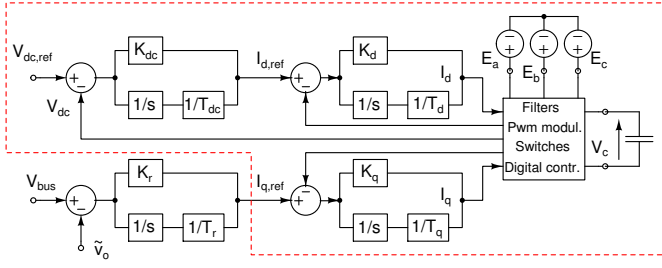 V_dc,ref
+
−
V_dc
K_dc
1/s
1/T_dc
I_d,ref
+
−
K_d
1/s
1/T_d
I_d
E_a
E_b
E_c
+
−
+
−
+
−
Filters
Pwm modul.
Switches
Digital contr.
V_c
V_bus
+
−
ṽ_o
K_r
1/s
1/T_r
I_q,ref
+
−
K_q
1/s
1/T_q
I_q